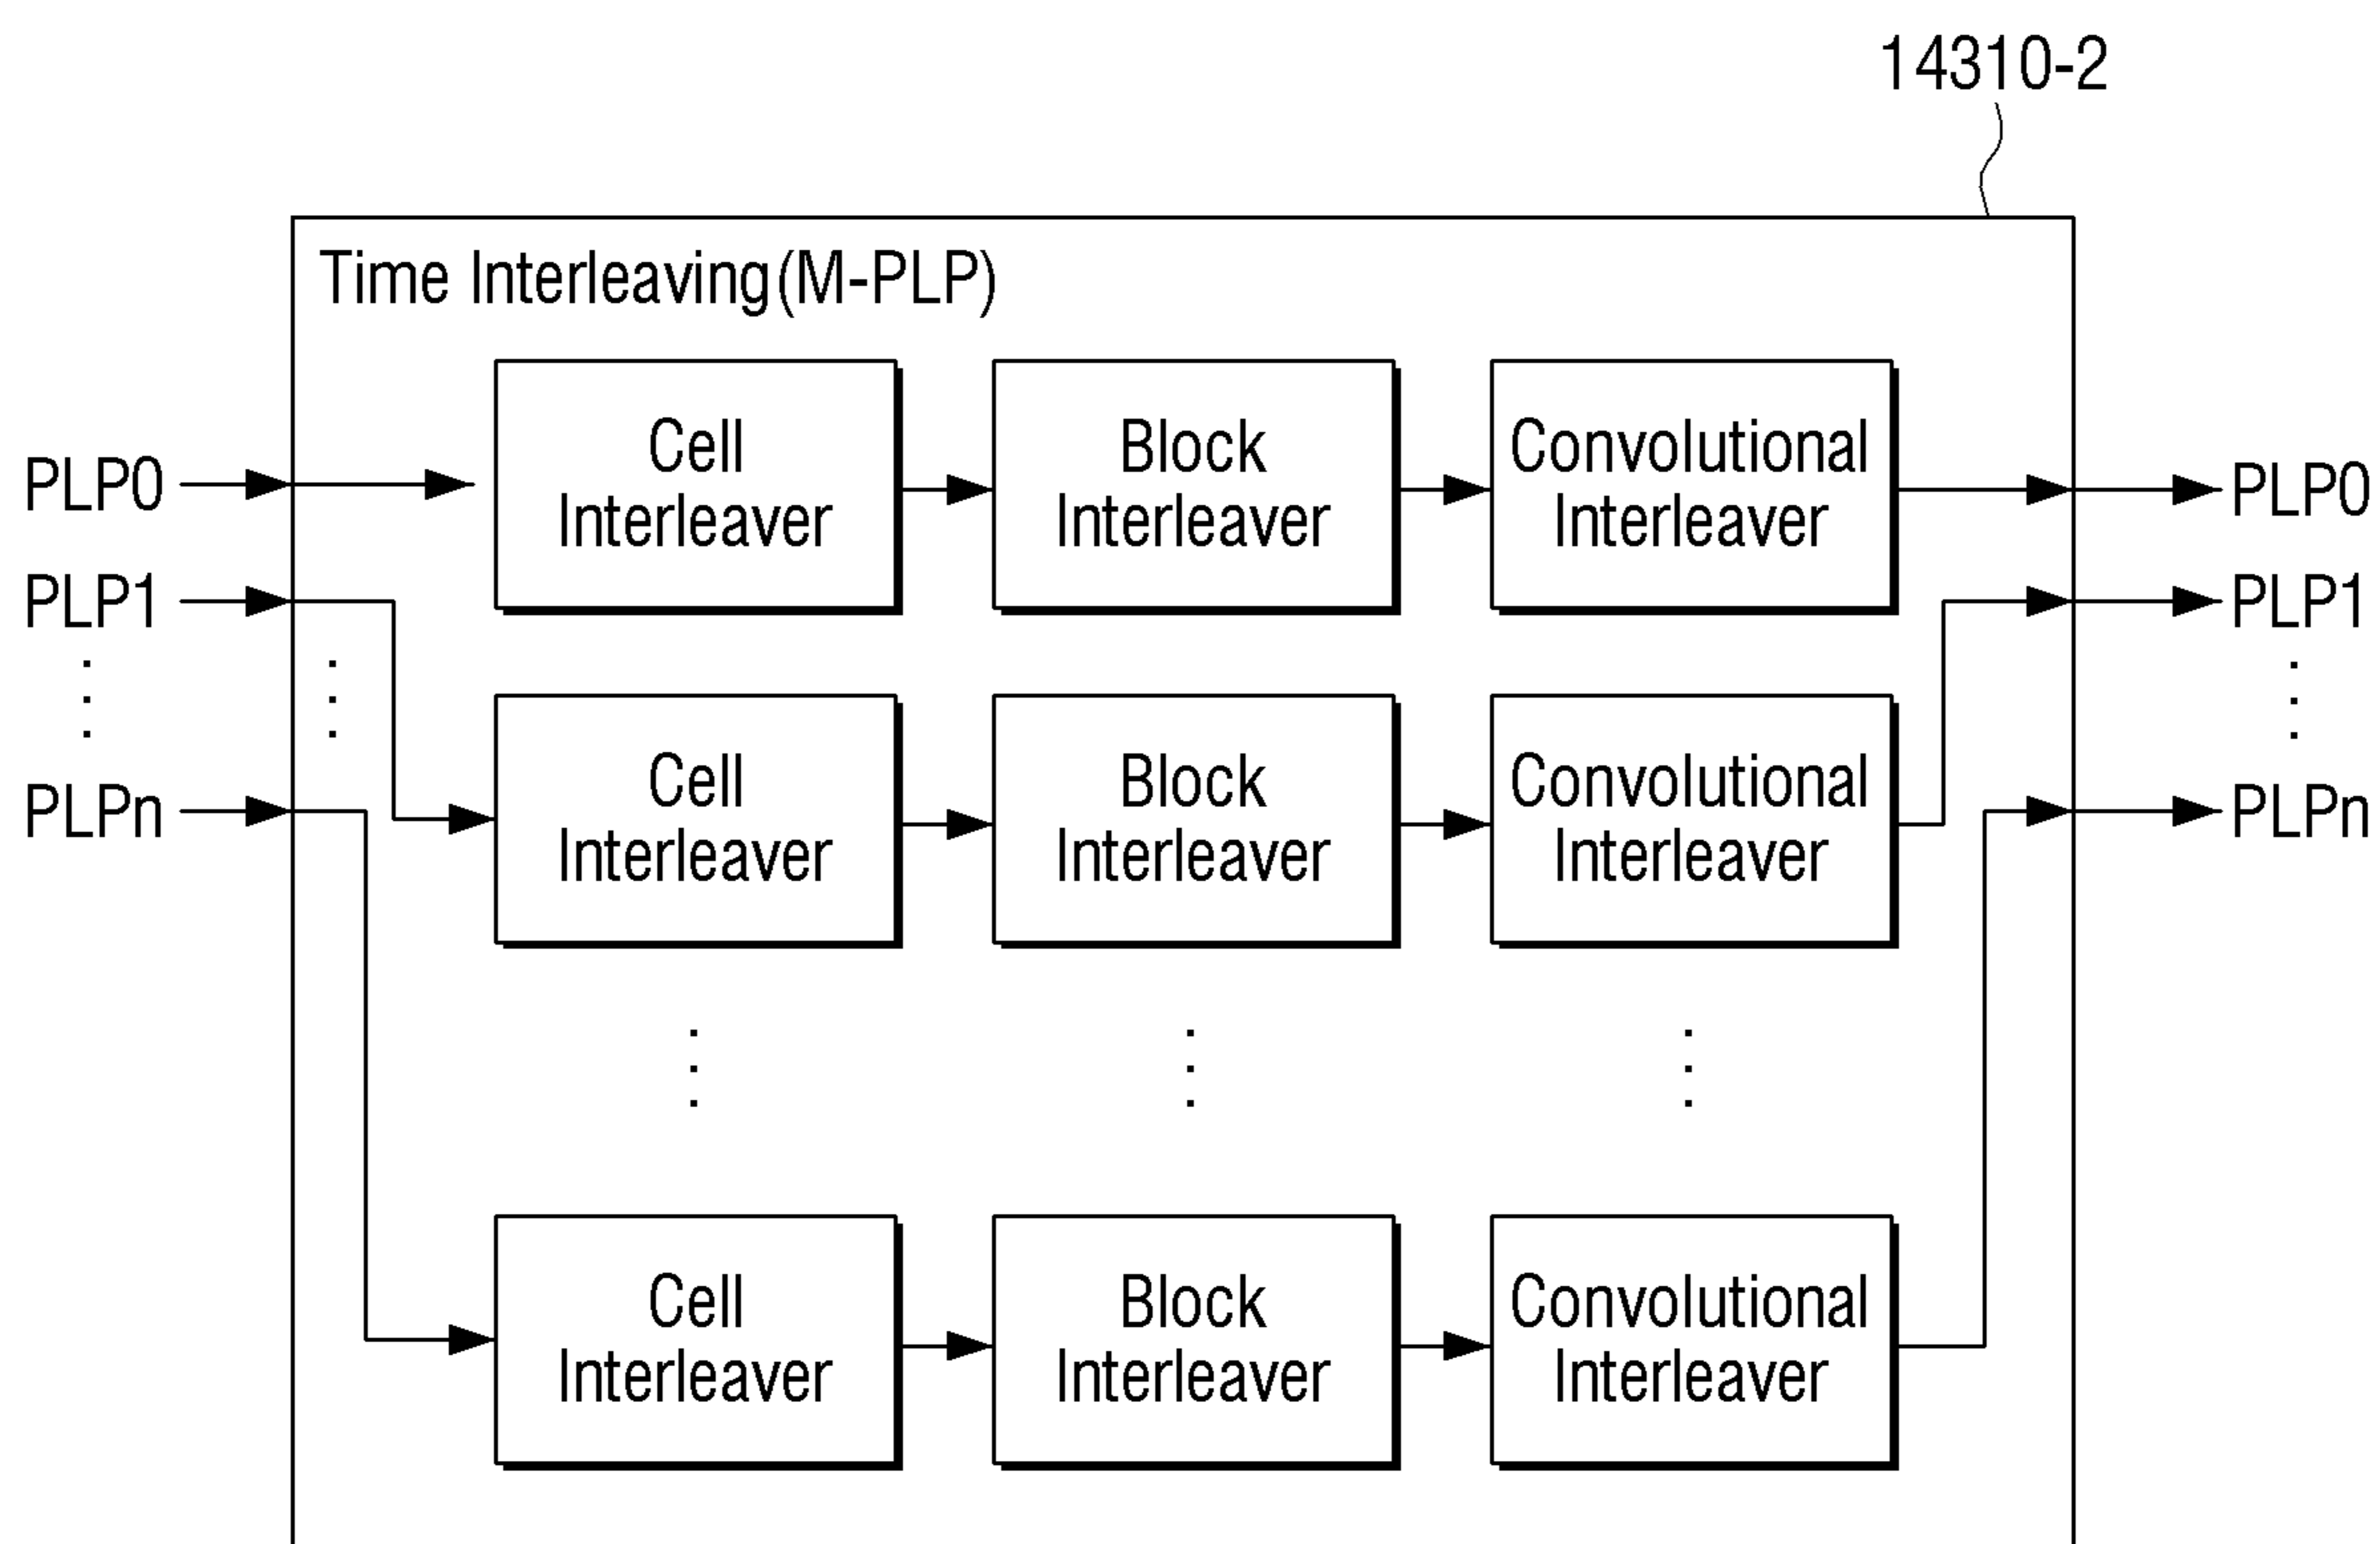 14310-2
Time Interleaving(M-PLP)
PLP0
Cell
Interleaver
Block
Interleaver
Convolutional
Interleaver
PLP0
PLP1
PLP1
Cell
Interleaver
Block
Interleaver
Convolutional
Interleaver
PLPn
PLPn
Cell
Interleaver
Block
Interleaver
Convolutional
Interleaver